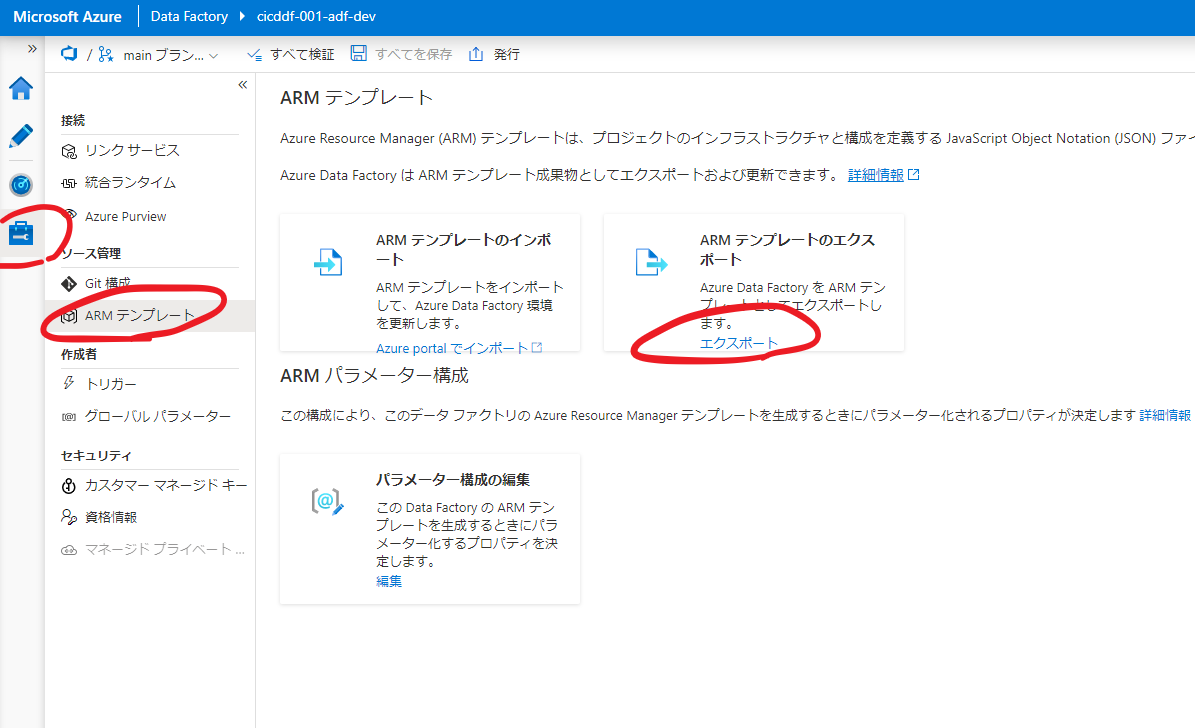 Microsoft Azure
Data Factory
cicddf-001-adf-dev
»
/
main ブラン...
すべて検証
すべてを保存
発行
«
接続
リンク サービス
統合ランタイム
Azure Purview
ソース管理
Git 構成
ARM テンプレート
作成者
トリガー
グローバル パラメーター
セキュリティ
カスタマー マネージド キー
資格情報
マネージド プライベート ...
ARM テンプレート
Azure Resource Manager (ARM) テンプレートは、プロジェクトのインフラストラクチャと構成を定義する JavaScript Object Notation (JSON) ファイ
Azure Data Factory は ARM テンプレート成果物としてエクスポートおよび更新できます。 詳細情報
ARM テンプレートのインポ
ート
ARM テンプレートをインポート
して、Azure Data Factory 環境
を更新します。
Azure portal でインポート
ARM テンプレートのエクス
ポート
Azure Data Factory を ARM テン
プレートとしてエクスポートし
ます。
エクスポート
ARM パラメーター構成
この構成により、このデータ ファクトリの Azure Resource Manager テンプレートを生成するときにパラメーター化されるプロパティが決定します 詳細情報
パラメーター構成の編集
この Data Factory の ARM テン
プレートを生成するときにパラ
メーター化するプロパティを決
定します。
編集